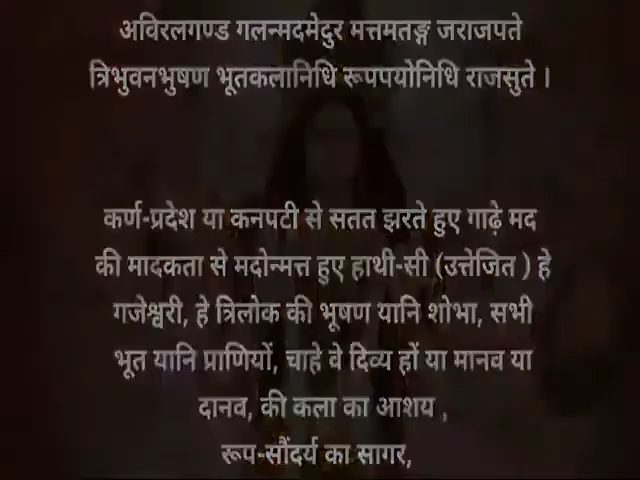 अविरलगण्ड गलन्मदमेदुर मत्तमतङ्ग जराजपते
त्रिभुवनभुषण भूतकलानिधि रूपपयोनिधि राजसुते ।
कर्ण-प्रदेश या कनपटी से सतत झरते हुए गाढ़े मद
की मादकता से मदोन्मत्त हुए हाथी-सी (उत्तेजित ) हे
गजेश्वरी, हे त्रिलोक की भूषण यानि शोभा, सभी
भूत यानि प्राणियों, चाहे वे दिव्य हों या मानव या
दानव, की कला का आशय ,
रूप-सौंदर्य का सागर,